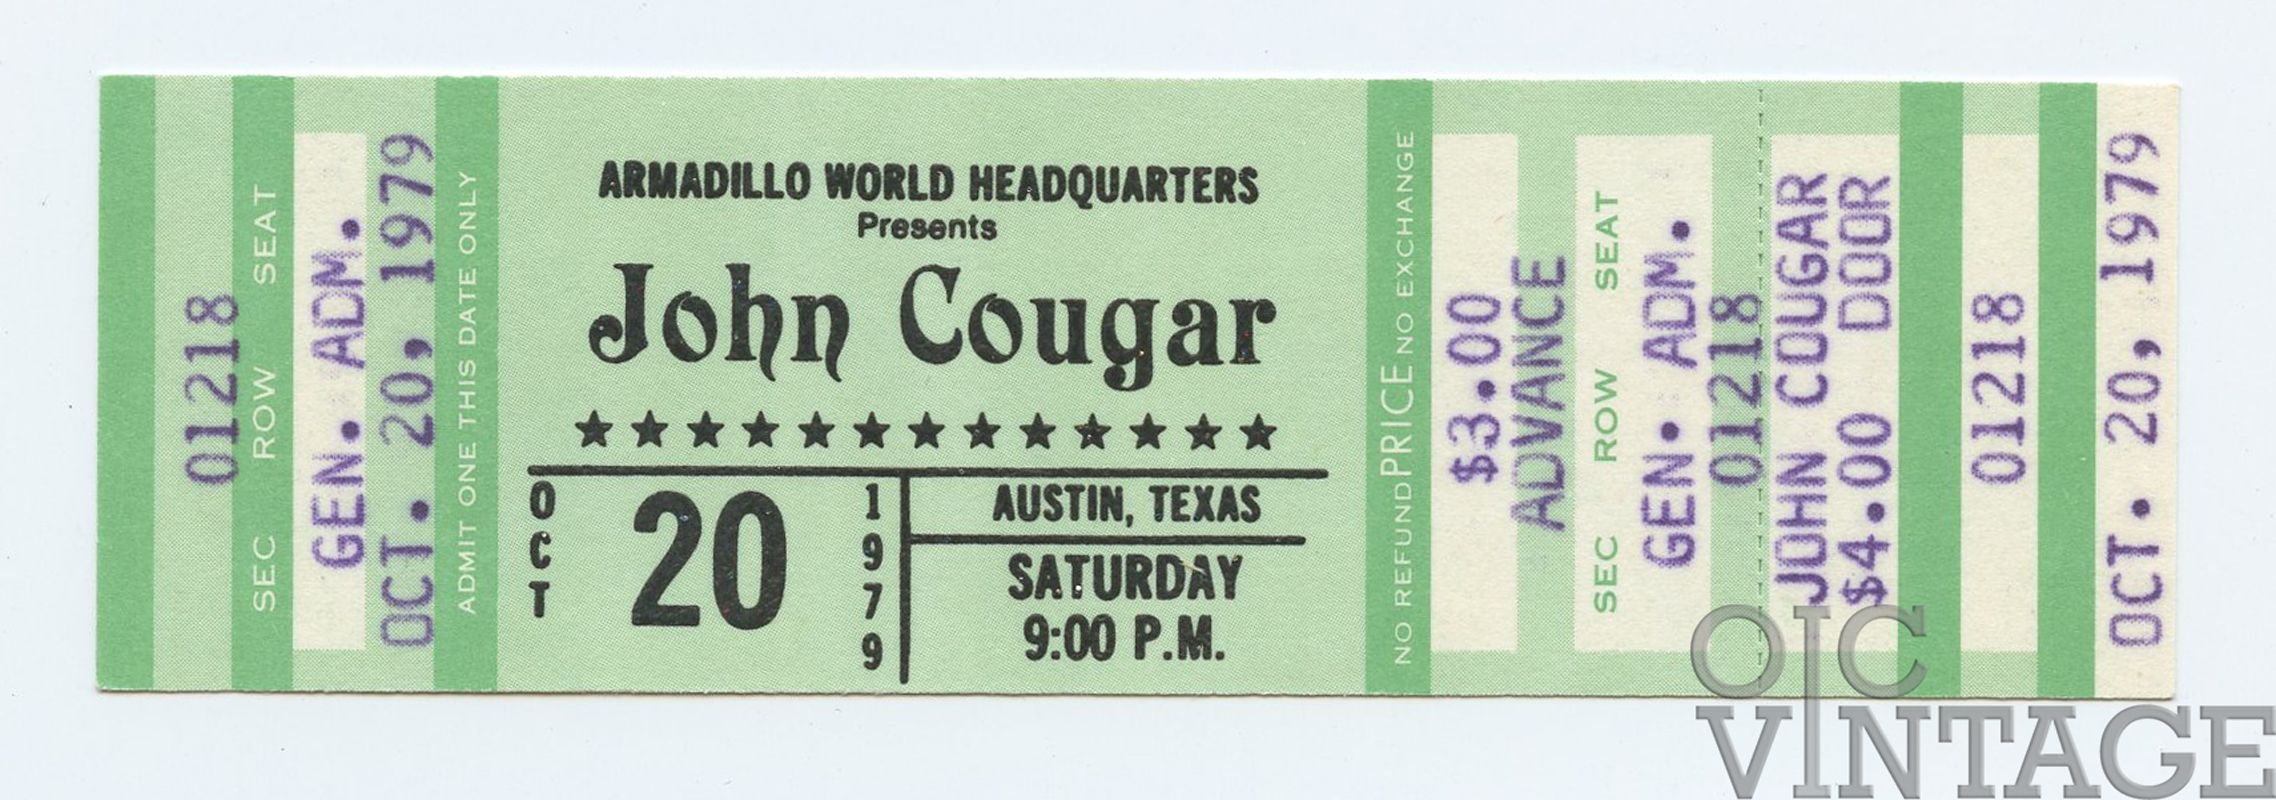 01218
SEC ROW SEAT
GEN. ADM.
OCT. 20, 1979
ADMIT ONE THIS DATE ONLY
ARMADILLO WORLD HEADQUARTERS
Presents
John Cougar
OCT
20
1979
AUSTIN, TEXAS
SATURDAY
9:00 P.M.
NO REFUND PRICE NO EXCHANGE
$3.00
ADVANCE
SEC ROW SEAT
GEN. ADM.
01218
JOHN COUGAR
$4.00 DOOR
01218
OCT. 20, 1979
OIC
VINTAGE